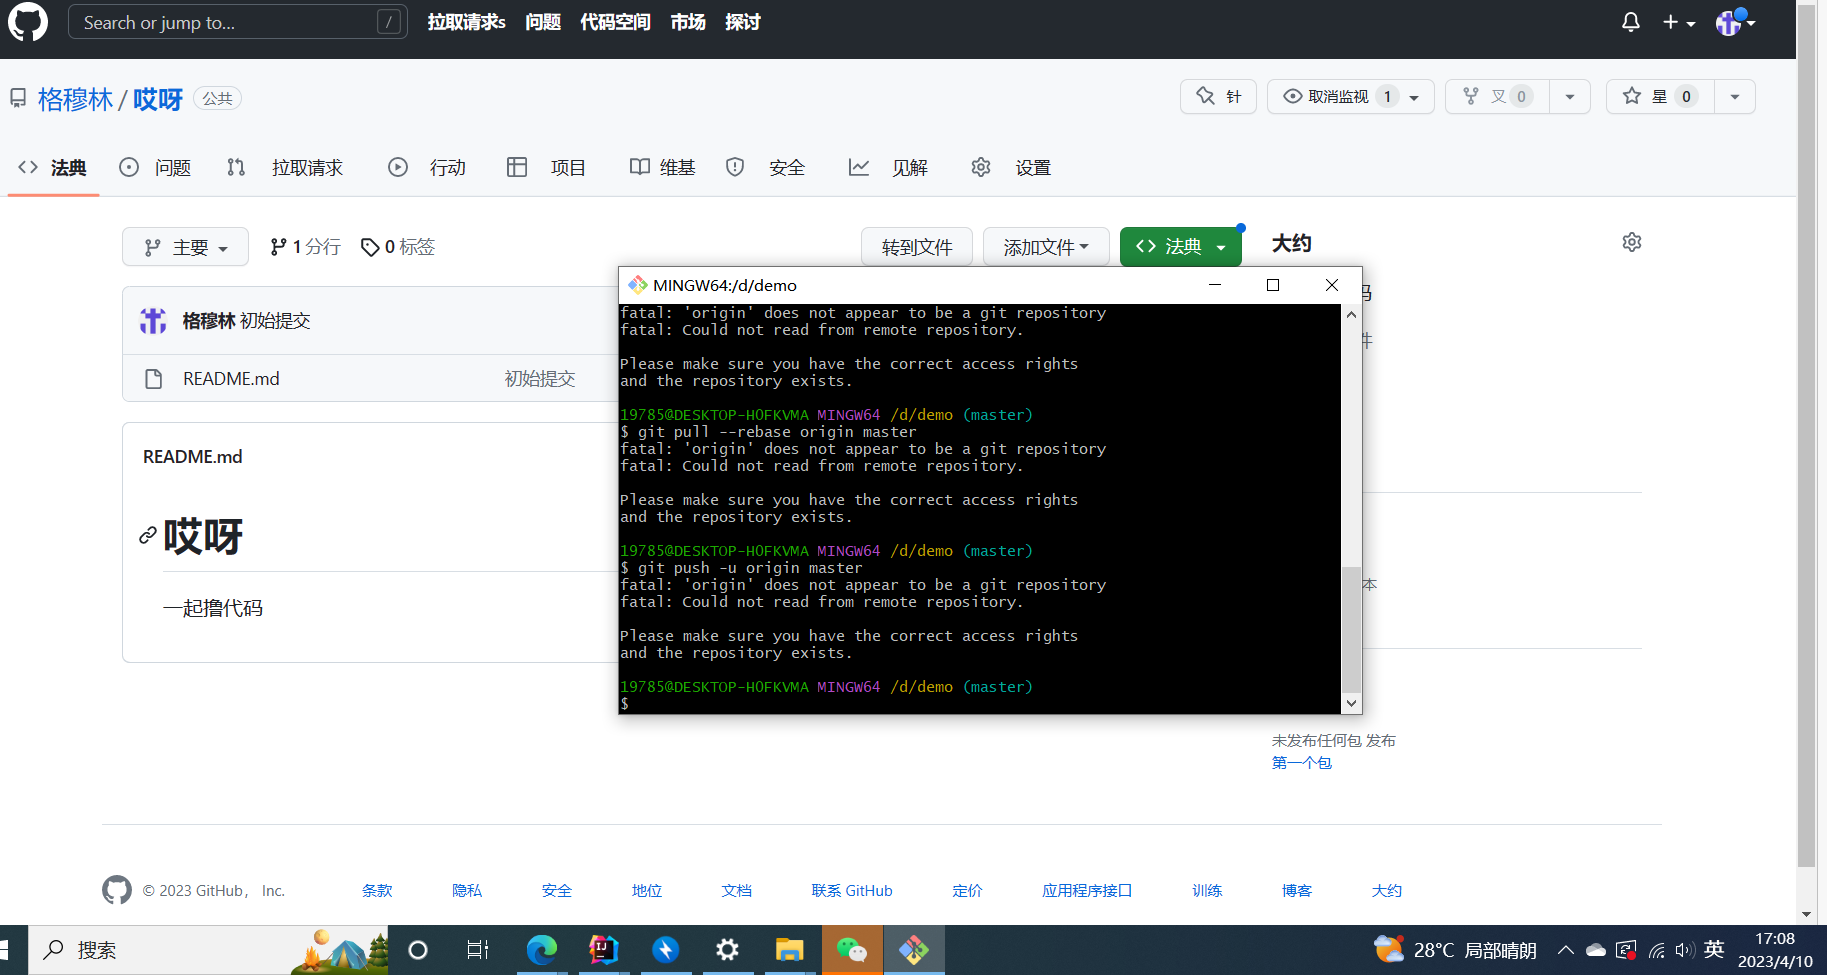 Search or jump to... /
拉取请求s 问题 代码空间 市场 探讨
格穆林 / 哎呀 公共
针 取消监视 1 叉 0 星 0
法典 问题 拉取请求 行动 项目 维基 安全 见解 设置
主要 1 分行 0 标签 转到文件 添加文件 法典 大约
格穆林 初始提交
README.md 初始提交
README.md
哎呀
一起撸代码
MINGW64:/d/demo
fatal: 'origin' does not appear to be a git repository
fatal: Could not read from remote repository.
Please make sure you have the correct access rights
and the repository exists.
19785@DESKTOP-HOFKVMA MINGW64 /d/demo (master)
$ git pull --rebase origin master
fatal: 'origin' does not appear to be a git repository
fatal: Could not read from remote repository.
Please make sure you have the correct access rights
and the repository exists.
19785@DESKTOP-HOFKVMA MINGW64 /d/demo (master)
$ git push -u origin master
fatal: 'origin' does not appear to be a git repository
fatal: Could not read from remote repository.
Please make sure you have the correct access rights
and the repository exists.
19785@DESKTOP-HOFKVMA MINGW64 /d/demo (master)
$
码
件
本
未发布任何包 发布
第一个包
© 2023 GitHub， Inc. 条款 隐私 安全 地位 文档 联系 GitHub 定价 应用程序接口 训练 博客 大约
搜索
28°C 局部晴朗 英
17:08
2023/4/10